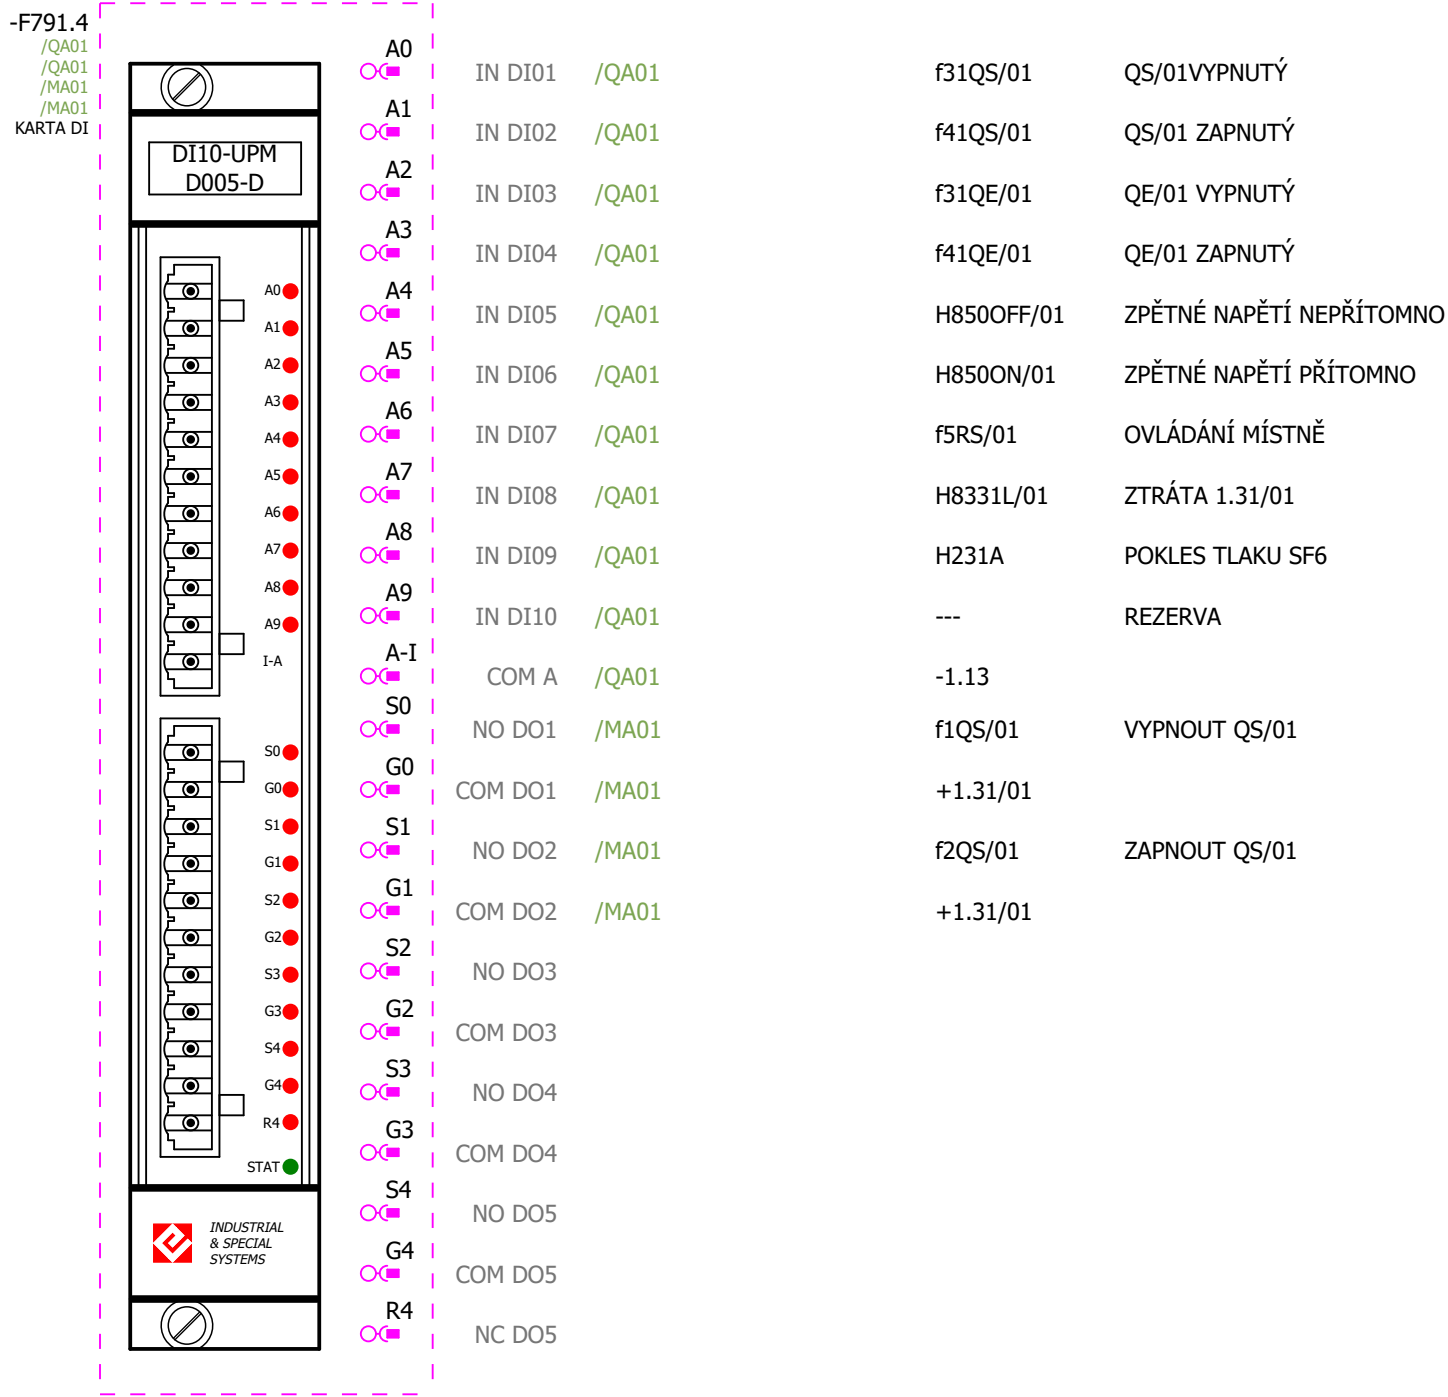 -F791.4
/QA01
/QA01
/MA01
/MA01
KARTA DI
DI10-UPM
D005-D
A0
A1
A2
A3
A4
A5
A6
A7
A8
A9
I-A
S0
G0
S1
G1
S2
G2
S3
G3
S4
G4
R4
STAT
INDUSTRIAL
& SPECIAL
SYSTEMS
A0
IN DI01 /QA01 f31QS/01 QS/01VYPNUTÝ
A1
IN DI02 /QA01 f41QS/01 QS/01 ZAPNUTÝ
A2
IN DI03 /QA01 f31QE/01 QE/01 VYPNUTÝ
A3
IN DI04 /QA01 f41QE/01 QE/01 ZAPNUTÝ
A4
IN DI05 /QA01 H850OFF/01 ZPĚTNÉ NAPĚTÍ NEPŘÍTOMNO
A5
IN DI06 /QA01 H850ON/01 ZPĚTNÉ NAPĚTÍ PŘÍTOMNO
A6
IN DI07 /QA01 f5RS/01 OVLÁDÁNÍ MÍSTNĚ
A7
IN DI08 /QA01 H8331L/01 ZTRÁTA 1.31/01
A8
IN DI09 /QA01 H231A POKLES TLAKU SF6
A9
IN DI10 /QA01 --- REZERVA
A-I
COM A /QA01 -1.13
S0
NO DO1 /MA01 f1QS/01 VYPNOUT QS/01
G0
COM DO1 /MA01 +1.31/01
S1
NO DO2 /MA01 f2QS/01 ZAPNOUT QS/01
G1
COM DO2 /MA01 +1.31/01
S2
NO DO3
G2
COM DO3
S3
NO DO4
G3
COM DO4
S4
NO DO5
G4
COM DO5
R4
NC DO5